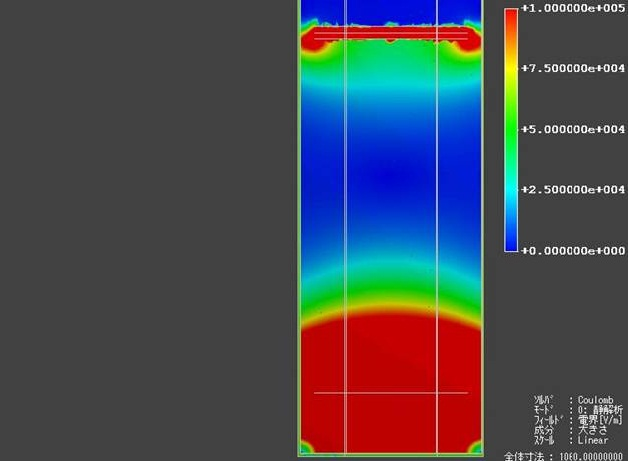 +1.000000e+005
+7.500000e+004
+5.000000e+004
+2.500000e+004
+0.000000e+000
ｿﾙﾊﾞ : Coulomb
ﾓｰﾄﾞ : 0: 静解析
ﾌｨｰﾙﾄﾞ : 電界[V/m]
成分 : 大きさ
ｽｹｰﾙ : Linear
全体寸法 : 1060.00000000